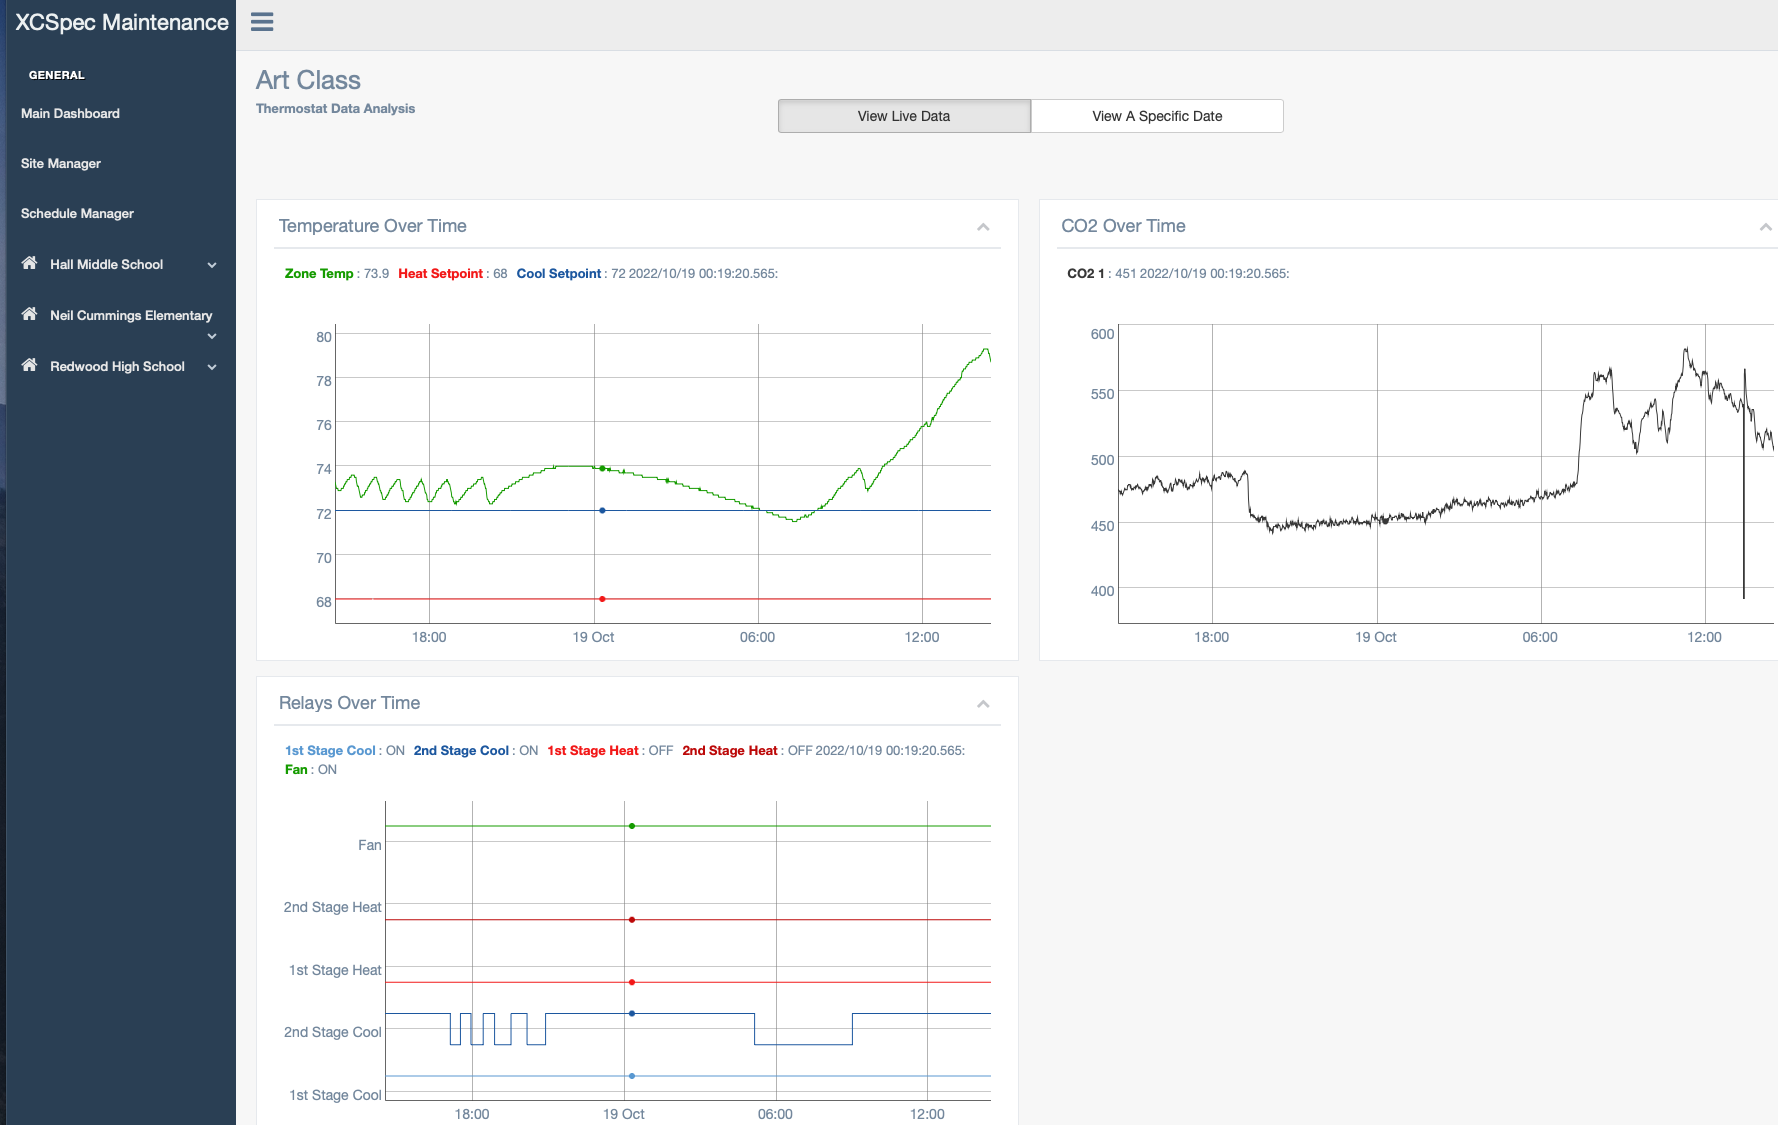 XCSpec Maintenance
GENERAL
Main Dashboard
Site Manager
Schedule Manager
Hall Middle School
Neil Cummings Elementary
Redwood High School
Art Class
Thermostat Data Analysis
View Live Data
View A Specific Date
Temperature Over Time
Zone Temp : 73.9 Heat Setpoint : 68 Cool Setpoint : 72 2022/10/19 00:19:20.565:
80
78
76
74
72
70
68
18:00
19 Oct
06:00
12:00
CO2 Over Time
CO2 1 : 451 2022/10/19 00:19:20.565:
600
550
500
450
400
18:00
19 Oct
06:00
12:00
Relays Over Time
1st Stage Cool : ON 2nd Stage Cool : ON 1st Stage Heat : OFF 2nd Stage Heat : OFF 2022/10/19 00:19:20.565:
Fan : ON
Fan
2nd Stage Heat
1st Stage Heat
2nd Stage Cool
1st Stage Cool
18:00
19 Oct
06:00
12:00